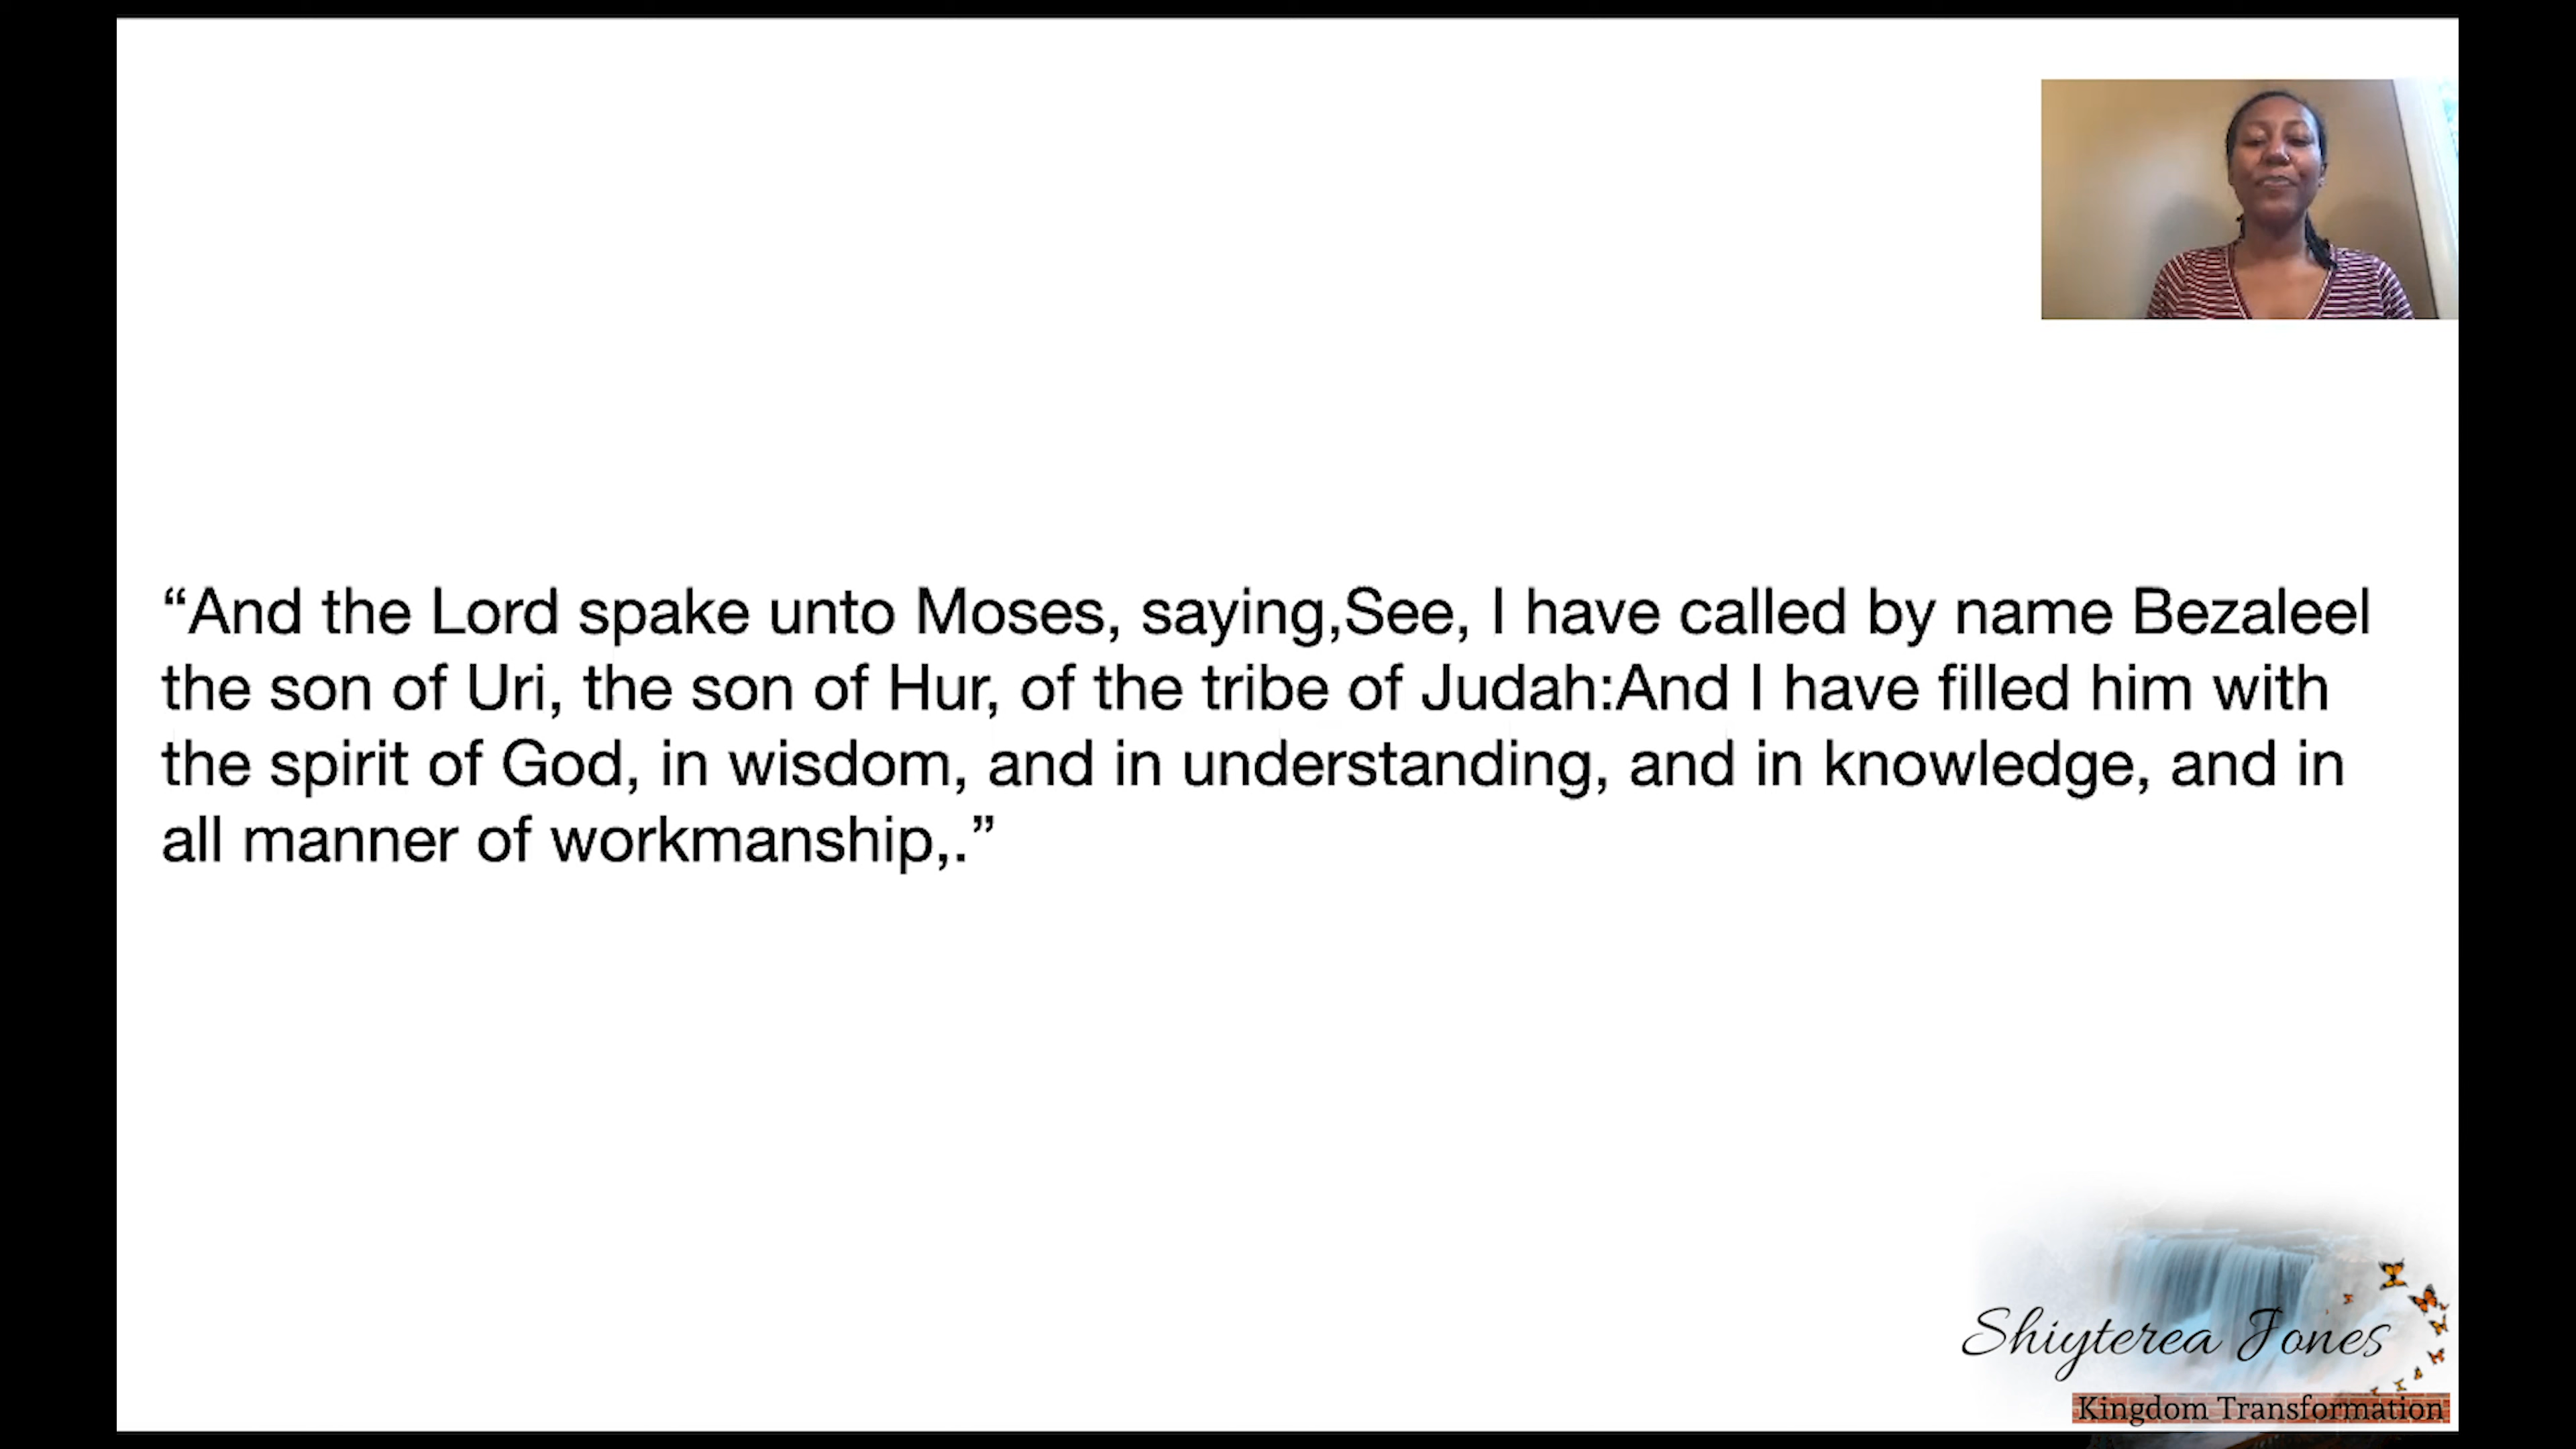 “And the Lord spake unto Moses, saying,See, I have called by name Bezaleel
the son of Uri, the son of Hur, of the tribe of Judah:And I have filled him with
the spirit of God, in wisdom, and in understanding, and in knowledge, and in
all manner of workmanship,.”
Shiyterea Jones
Kingdom Transformation